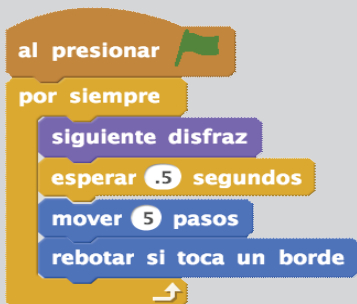 al presionar
por siempre
siguiente disfraz
esperar .5 segundos
mover 5 pasos
rebotar si toca un borde